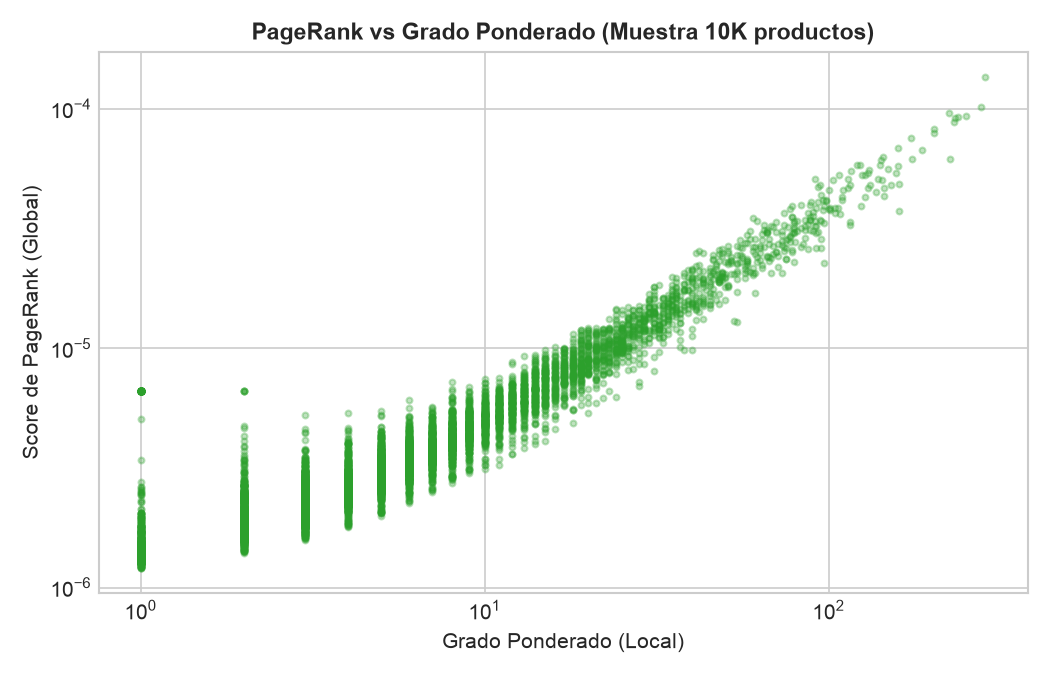 PageRank vs Grado Ponderado (Muestra 10K productos)
Score de PageRank (Global)
10⁻⁴
10⁻⁵
10⁻⁶
10⁰
10¹
10²
Grado Ponderado (Local)